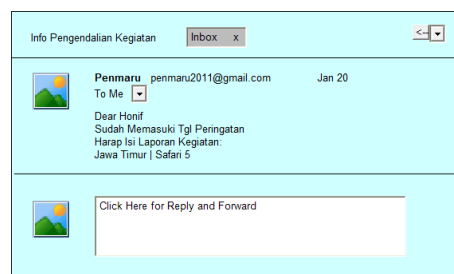 Info Pengendalian Kegiatan Inbox x <--
Penmaru penmaru2011@gmail.com Jan 20
To Me
Dear Honif
Sudah Memasuki Tgl Peringatan
Harap Isi Laporan Kegiatan:
Jawa Timur | Safari 5
Click Here for Reply and Forward